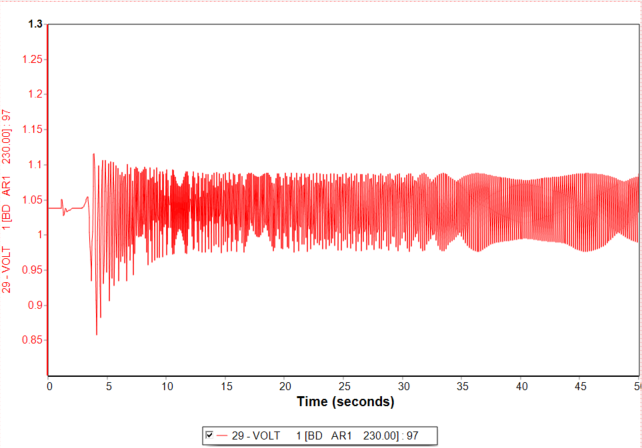 1.3
1.25
1.2
1.15
1.1
1.05
1
0.95
0.9
0.85
29 - VOLT 1 [BD AR1 230.00] : 97
0 5 10 15 20 25 30 35 40 45 50
Time (seconds)
29 - VOLT 1 [BD AR1 230.00] : 97